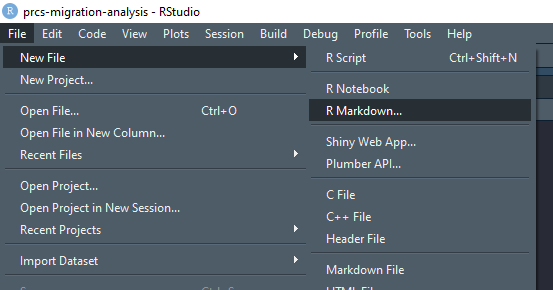 R prcs-migration-analysis - RStudio
File Edit Code View Plots Session Build Debug Profile Tools Help
New File
New Project...
Open File... Ctrl+O
Open File in New Column...
Recent Files
Open Project...
Open Project in New Session...
Recent Projects
Import Dataset
R Script Ctrl+Shift+N
R Notebook
R Markdown...
Shiny Web App...
Plumber API...
C File
C++ File
Header File
Markdown File